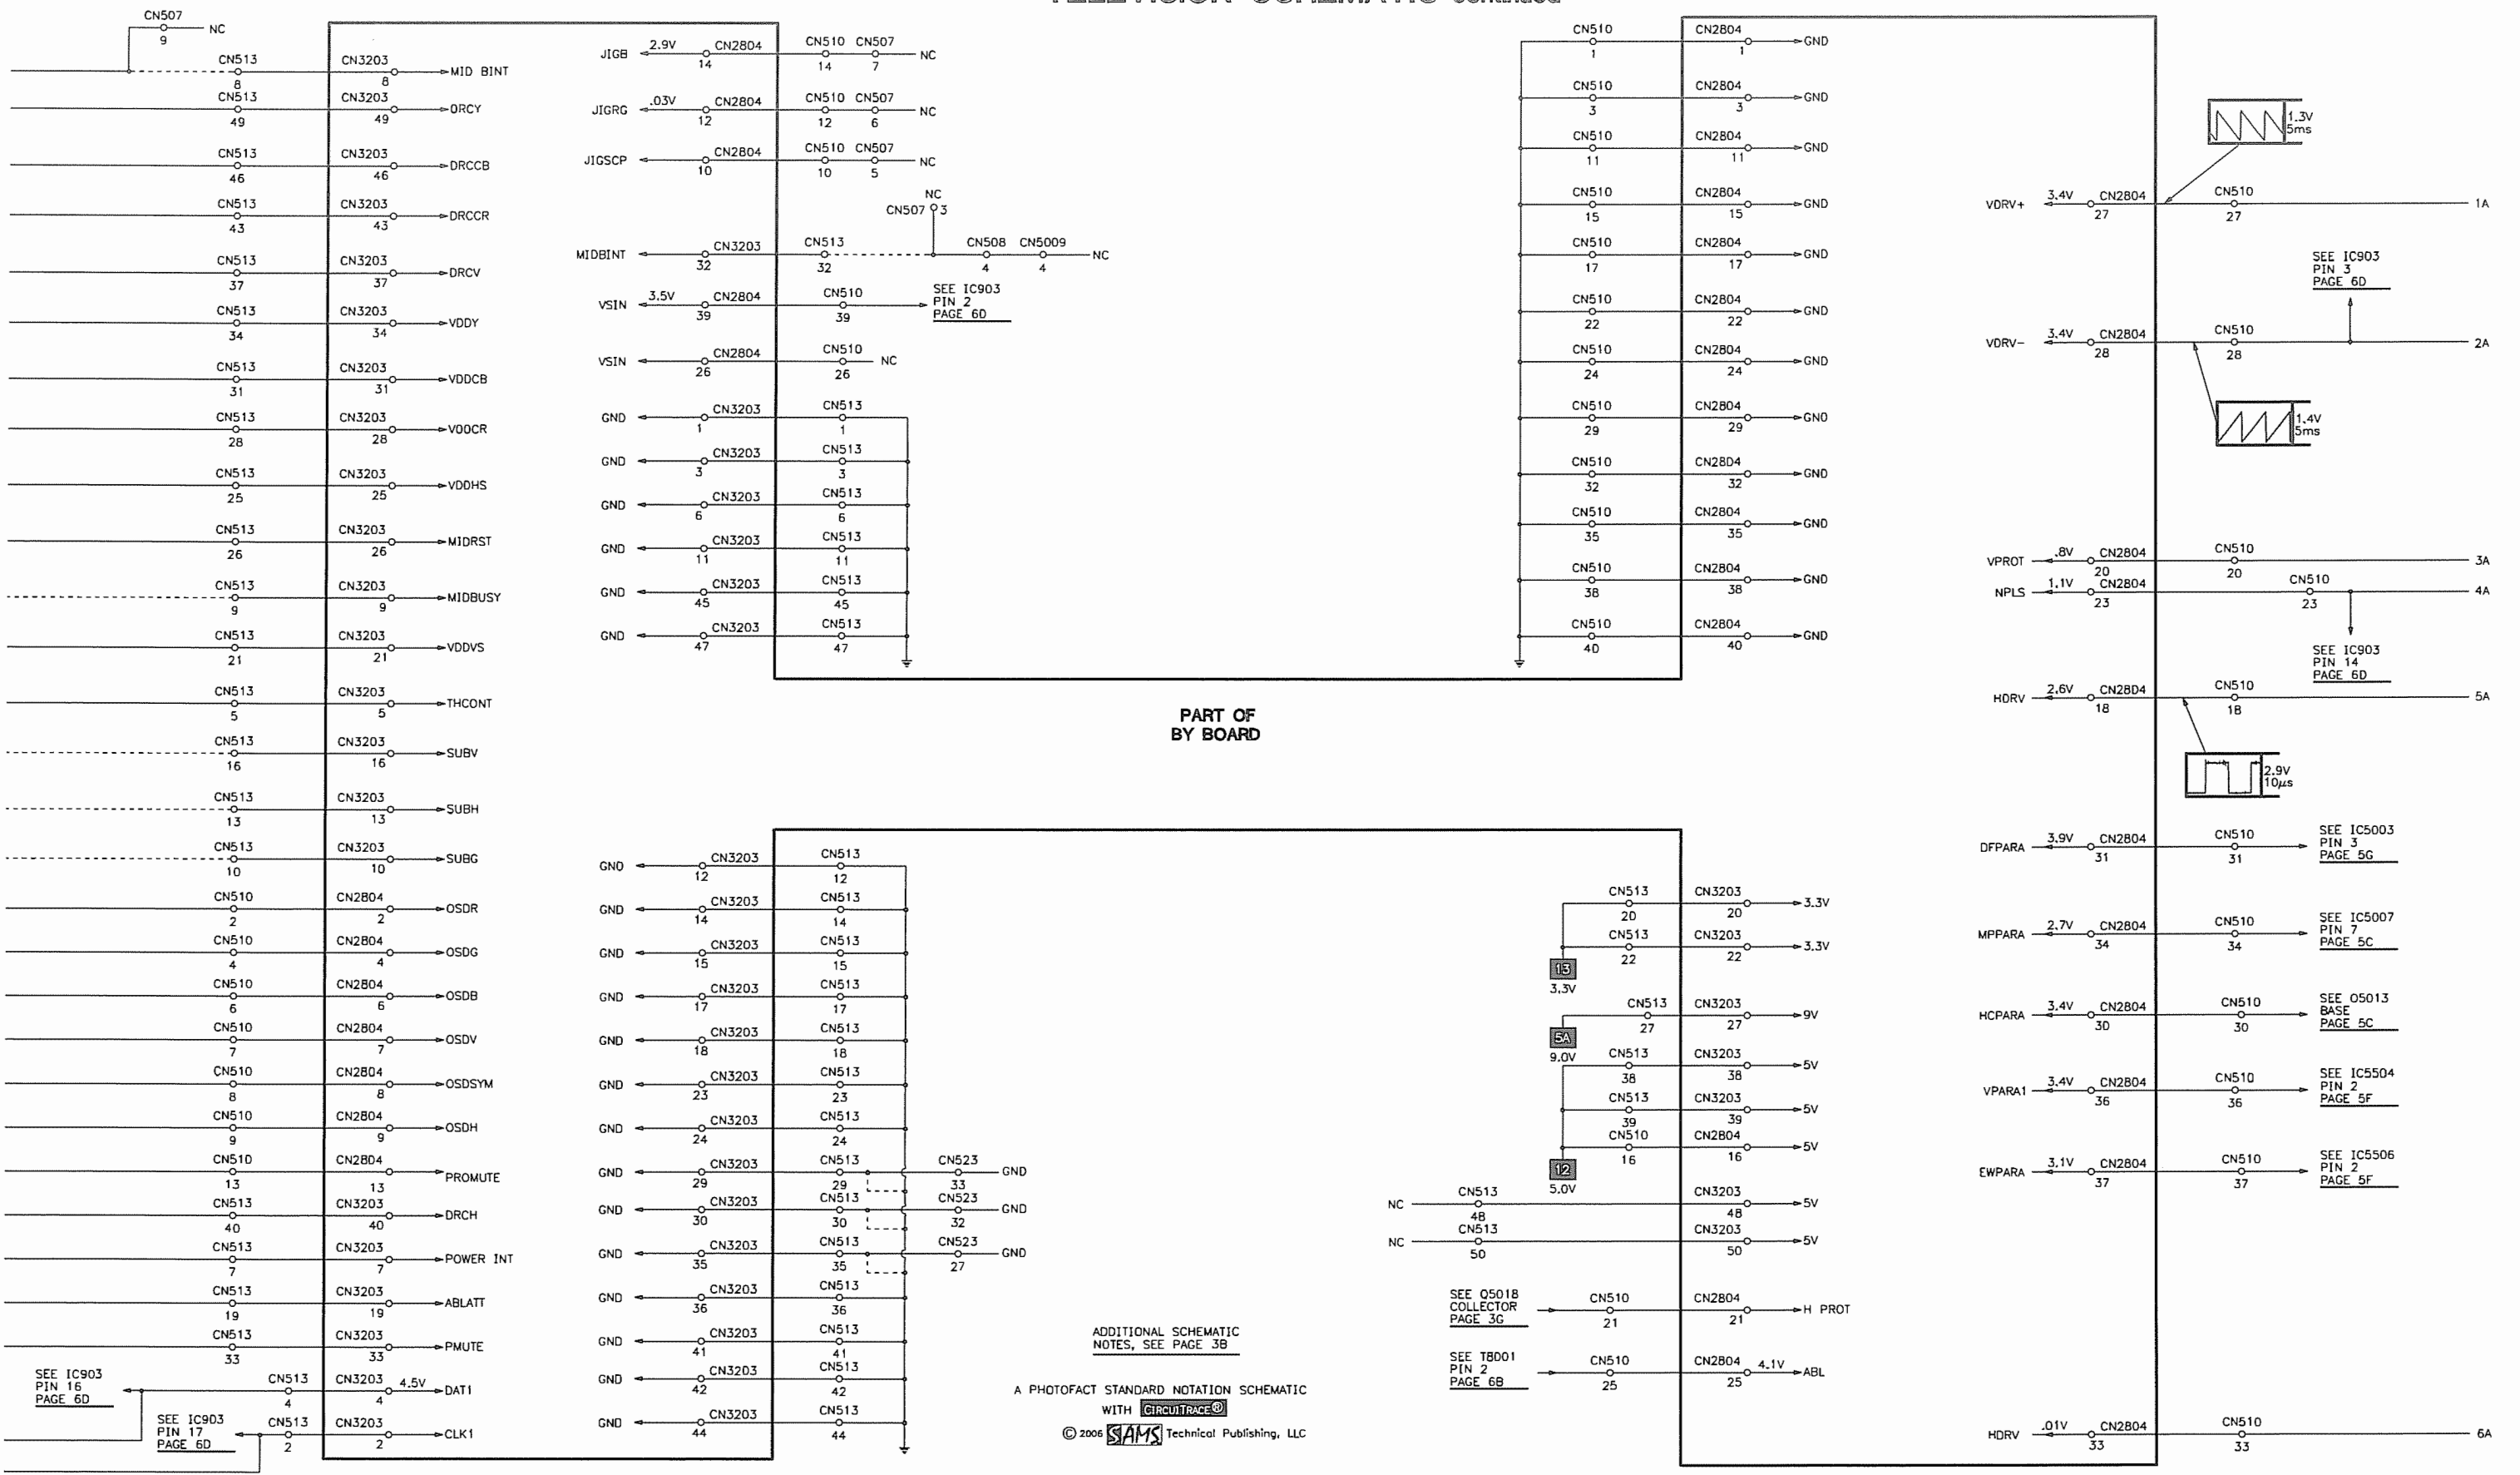 CN507
9
NC
CN513
8
CN3203
8
MID BINT
CN513
49
CN3203
49
DRCY
CN513
46
CN3203
46
DRCCB
CN513
43
CN3203
43
DRCCR
CN513
37
CN3203
37
DRCV
CN513
34
CN3203
34
VDDY
CN513
31
CN3203
31
VDDCB
CN513
28
CN3203
28
VDDCR
CN513
25
CN3203
25
VDDHS
CN513
26
CN3203
26
MIDRST
CN513
9
CN3203
9
MIDBUSY
CN513
21
CN3203
21
VDDVS
CN513
5
CN3203
5
THCONT
CN513
16
CN3203
16
SUBV
CN513
13
CN3203
13
SUBH
CN513
10
CN3203
10
SUBG
CN510
2
CN2804
2
OSDR
CN510
4
CN2804
4
OSDG
CN510
6
CN2804
6
OSDB
CN510
7
CN2804
7
OSDV
CN510
8
CN2804
8
OSDSYM
CN510
9
CN2804
9
OSDH
CN510
13
CN2804
13
PROMUTE
CN513
40
CN3203
40
DRCH
CN513
7
CN3203
7
POWER INT
CN513
19
CN3203
19
ABLATT
CN513
33
CN3203
33
PMUTE
SEE IC903
PIN 16
PAGE 6D
CN513
4
CN3203
4
4.5V
DAT1
SEE IC903
PIN 17
PAGE 6D
CN513
2
CN3203
2
CLK1
JIGB
2.9V
CN2804
14
CN510
14
CN507
7
NC
JIGRG
.03V
CN2804
12
CN510
12
CN507
6
NC
JIGSCP
CN2804
10
CN510
10
CN507
5
NC
NC
CN507
3
MIDBINT
CN3203
32
CN513
32
CN508
4
CN5009
4
NC
VSIN
3.5V
CN2804
39
CN510
39
SEE IC903
PIN 2
PAGE 6D
VSIN
CN2804
26
CN510
26
NC
GND
CN3203
1
CN513
1
GND
CN3203
3
CN513
3
GND
CN3203
6
CN513
6
GND
CN3203
11
CN513
11
GND
CN3203
45
CN513
45
GND
CN3203
47
CN513
47
GND
CN3203
12
CN513
12
GND
CN3203
14
CN513
14
GND
CN3203
15
CN513
15
GND
CN3203
17
CN513
17
GND
CN3203
18
CN513
18
GND
CN3203
23
CN513
23
GND
CN3203
24
CN513
24
GND
CN3203
29
CN513
29
CN523
33
GND
GND
CN3203
30
CN513
30
CN523
32
GND
GND
CN3203
35
CN513
35
CN523
27
GND
GND
CN3203
36
CN513
36
GND
CN3203
41
CN513
41
GND
CN3203
42
CN513
42
GND
CN3203
44
CN513
44
PART OF
BY BOARD
ADDITIONAL SCHEMATIC
NOTES, SEE PAGE 3B
A PHOTOFACT STANDARD NOTATION SCHEMATIC
WITH CIRCUITRACE®
© 2006 SAMS Technical Publishing, LLC
CN510
1
CN2804
1
GND
CN510
3
CN2804
3
GND
CN510
11
CN2804
11
GND
CN510
15
CN2804
15
GND
CN510
17
CN2804
17
GND
CN510
22
CN2804
22
GND
CN510
24
CN2804
24
GND
CN510
29
CN2804
29
GND
CN510
32
CN2804
32
GND
CN510
35
CN2804
35
GND
CN510
38
CN2804
38
GND
CN510
40
CN2804
40
GND
CN513
20
CN3203
20
3.3V
CN513
22
CN3203
22
3.3V
13
3.3V
CN513
27
CN3203
27
9V
5A
9.0V
CN513
38
CN3203
38
5V
CN513
39
CN3203
39
5V
CN510
16
CN2804
16
5V
12
5.0V
NC
CN513
48
CN3203
48
5V
NC
CN513
50
CN3203
50
5V
SEE Q5018
COLLECTOR
PAGE 3G
CN510
21
CN2804
21
H PROT
SEE T8001
PIN 2
PAGE 6B
CN510
25
CN2804
25
4.1V
ABL
1.3V
5ms
VDRV+
3.4V
CN2804
27
CN510
27
1A
SEE IC903
PIN 3
PAGE 6D
VDRV-
3.4V
CN2804
28
CN510
28
2A
1.4V
5ms
VPROT
.8V
CN2804
20
CN510
20
3A
NPLS
1.1V
CN2804
23
CN510
23
4A
SEE IC903
PIN 14
PAGE 6D
HDRV
2.6V
CN2804
18
CN510
18
5A
2.9V
10µs
DFPARA
3.9V
CN2804
31
CN510
31
SEE IC5003
PIN 3
PAGE 5G
MPPARA
2.7V
CN2804
34
CN510
34
SEE IC5007
PIN 7
PAGE 5C
HCPARA
3.4V
CN2804
30
CN510
30
SEE Q5013
BASE
PAGE 5C
VPARA1
3.4V
CN2804
36
CN510
36
SEE IC5504
PIN 2
PAGE 5F
EWPARA
3.1V
CN2804
37
CN510
37
SEE IC5506
PIN 2
PAGE 5F
HDRV
.01V
CN2804
33
CN510
33
6A